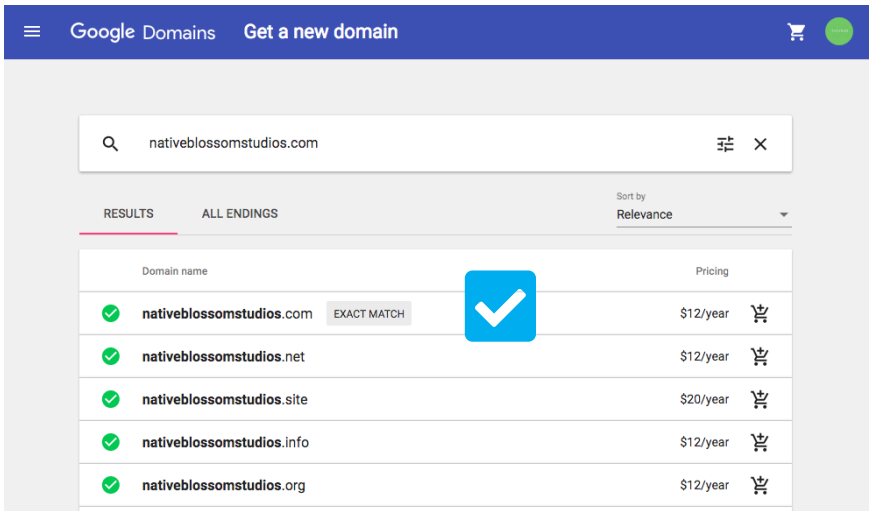 Google Domains Get a new domain
nativeblossomstudios.com
Sort by
RESULTS ALL ENDINGS Relevance
Domain name Pricing
nativeblossomstudios.com EXACT MATCH $12/year
nativeblossomstudios.net $12/year
nativeblossomstudios.site $20/year
nativeblossomstudios.info $12/year
nativeblossomstudios.org $12/year